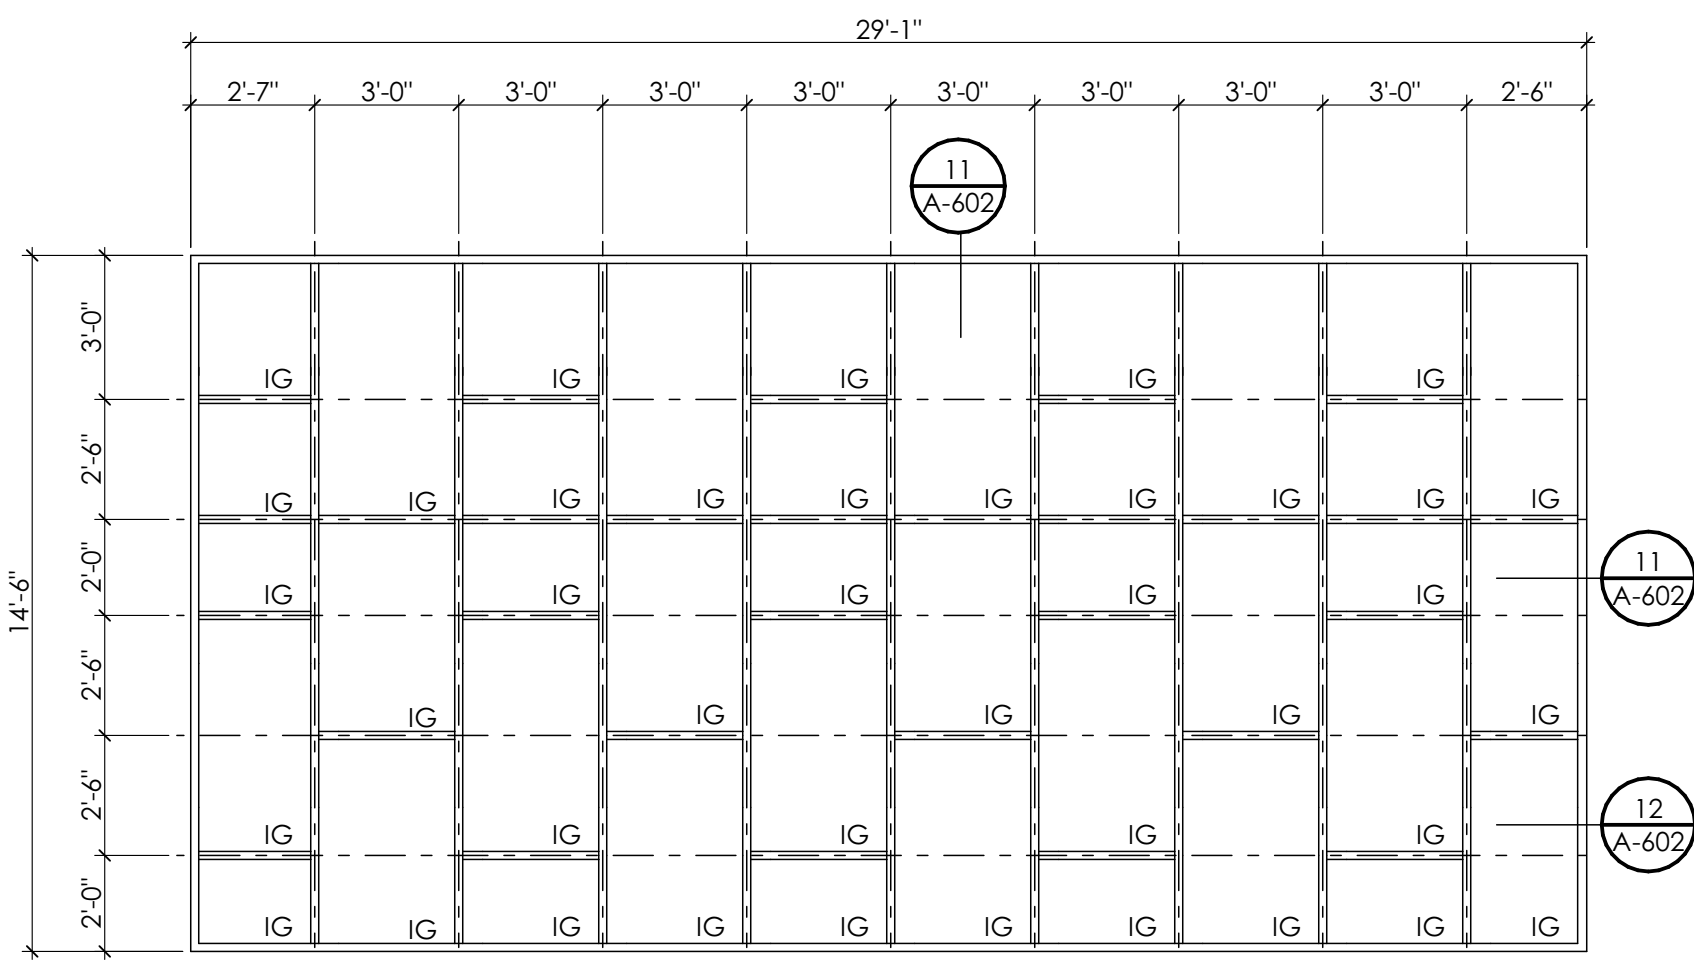 29'-1"
2'-7" 3'-0" 3'-0" 3'-0" 3'-0" 3'-0" 3'-0" 3'-0" 3'-0" 2'-6"
11
A-602
3'-0"
IG IG IG IG IG
2'-6"
IG IG IG IG IG IG IG IG IG IG
11
A-602
2'-0"
IG IG IG IG IG
14'-6"
2'-6"
IG IG IG IG IG
2'-6"
12
A-602
IG IG IG IG IG
2'-0"
IG IG IG IG IG IG IG IG IG IG